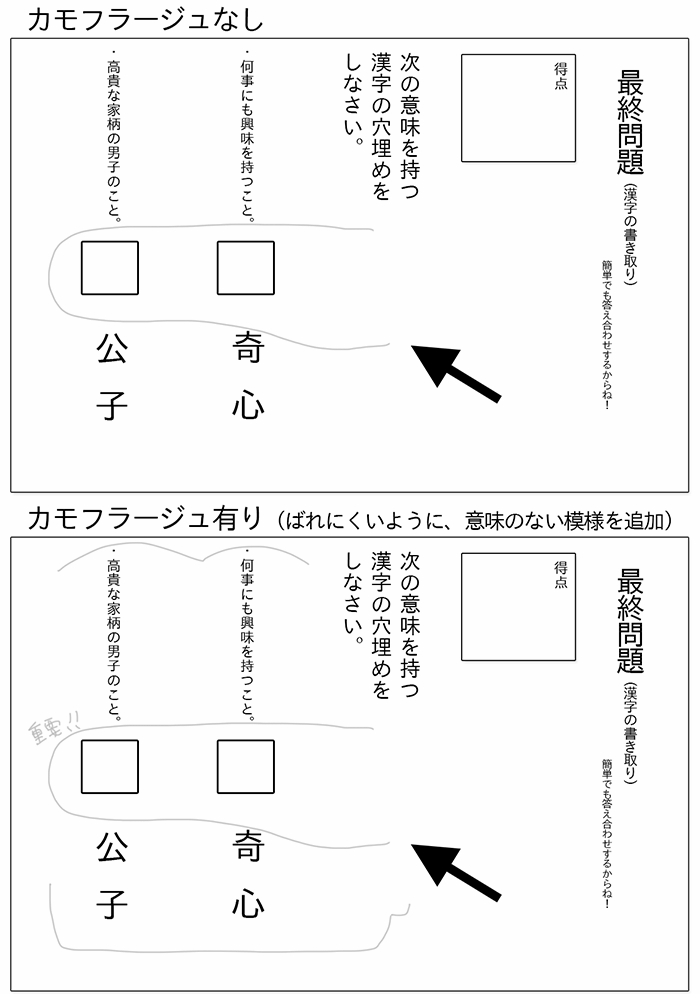 カモフラージュなし
最終問題(漢字の書き取り)
簡単でも答え合わせするからね!
得点
次の意味を持つ
漢字の穴埋めを
しなさい。
・何事にも興味を持つこと。
奇心
・高貴な家柄の男子のこと。
公子
カモフラージュ有り(ばれにくいように、意味のない模様を追加)
最終問題(漢字の書き取り)
簡単でも答え合わせするからね!
得点
次の意味を持つ
漢字の穴埋めを
しなさい。
・何事にも興味を持つこと。
奇心
・高貴な家柄の男子のこと。
公子
重要!!